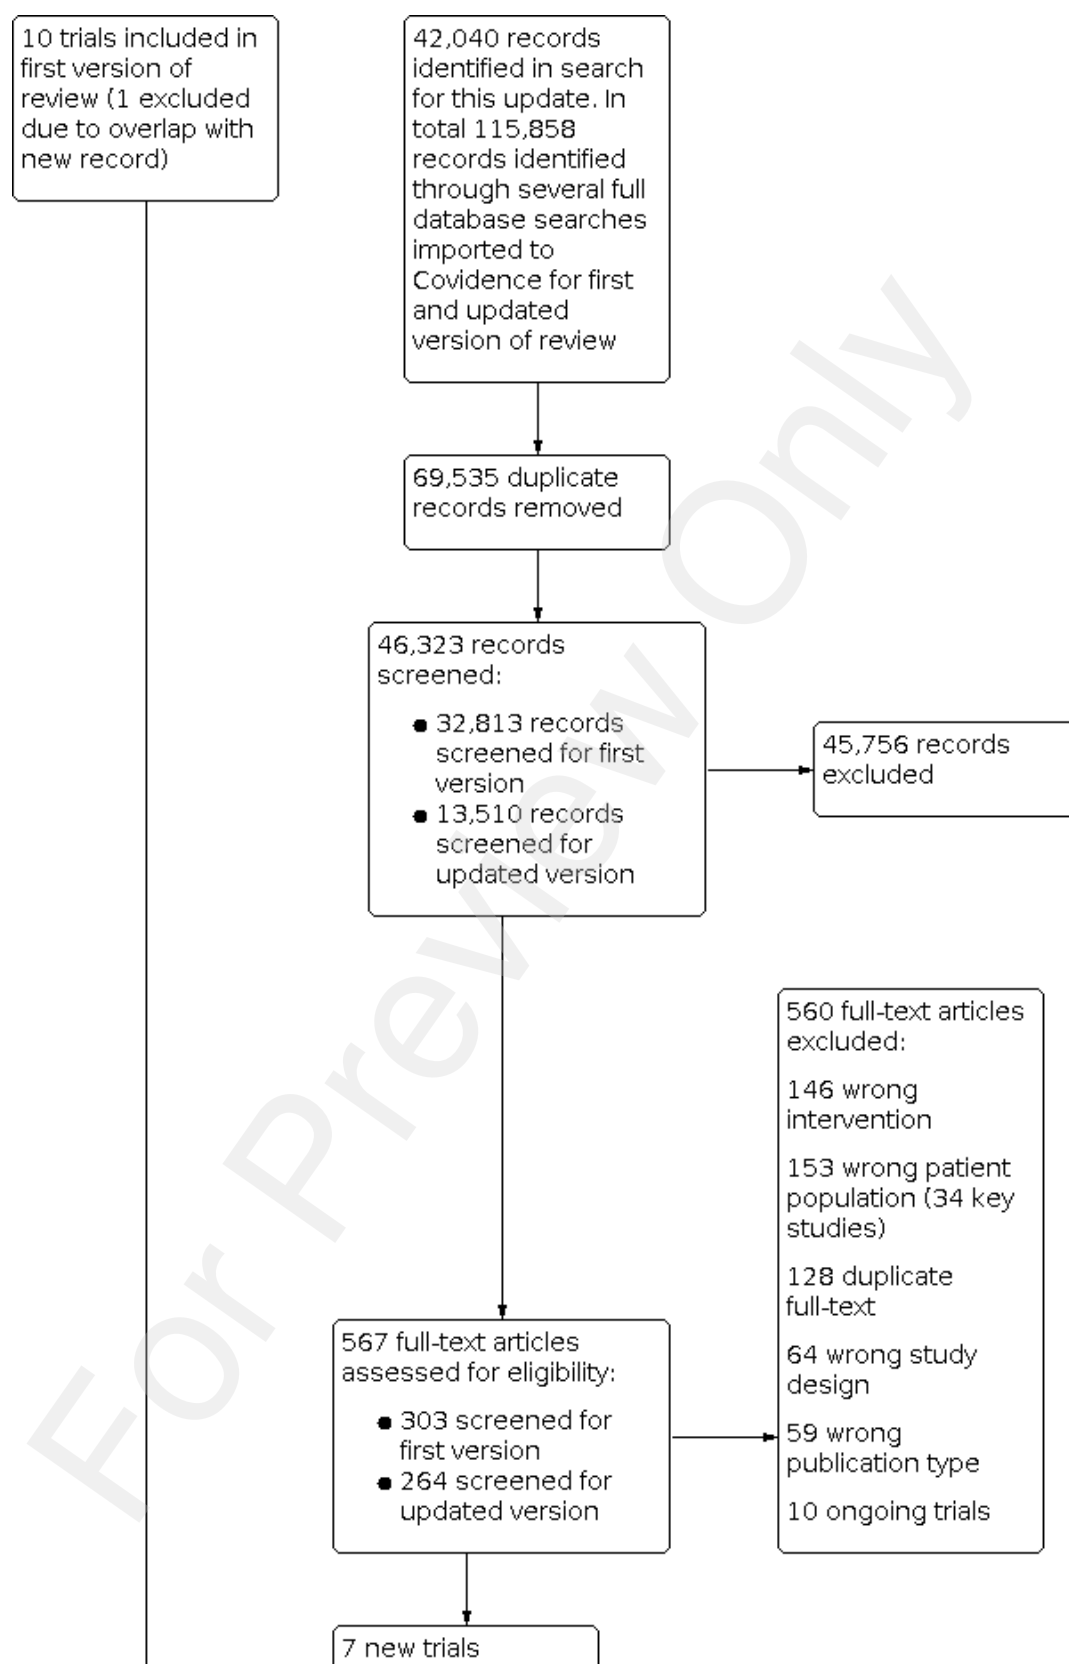 10 trials included in
first version of
review (1 excluded
due to overlap with
new record)
42,040 records
identified in search
for this update. In
total 115,858
records identified
through several full
database searches
imported to
Covidence for first
and updated
version of review
69,535 duplicate
records removed
46,323 records
screened:
● 32,813 records
screened for first
version
● 13,510 records
screened for
updated version
45,756 records
excluded
560 full-text articles
excluded:
146 wrong
intervention
153 wrong patient
population (34 key
studies)
128 duplicate
full-text
64 wrong study
design
59 wrong
publication type
10 ongoing trials
567 full-text articles
assessed for eligibility:
● 303 screened for
first version
● 264 screened for
updated version
7 new trials
For Preview Only